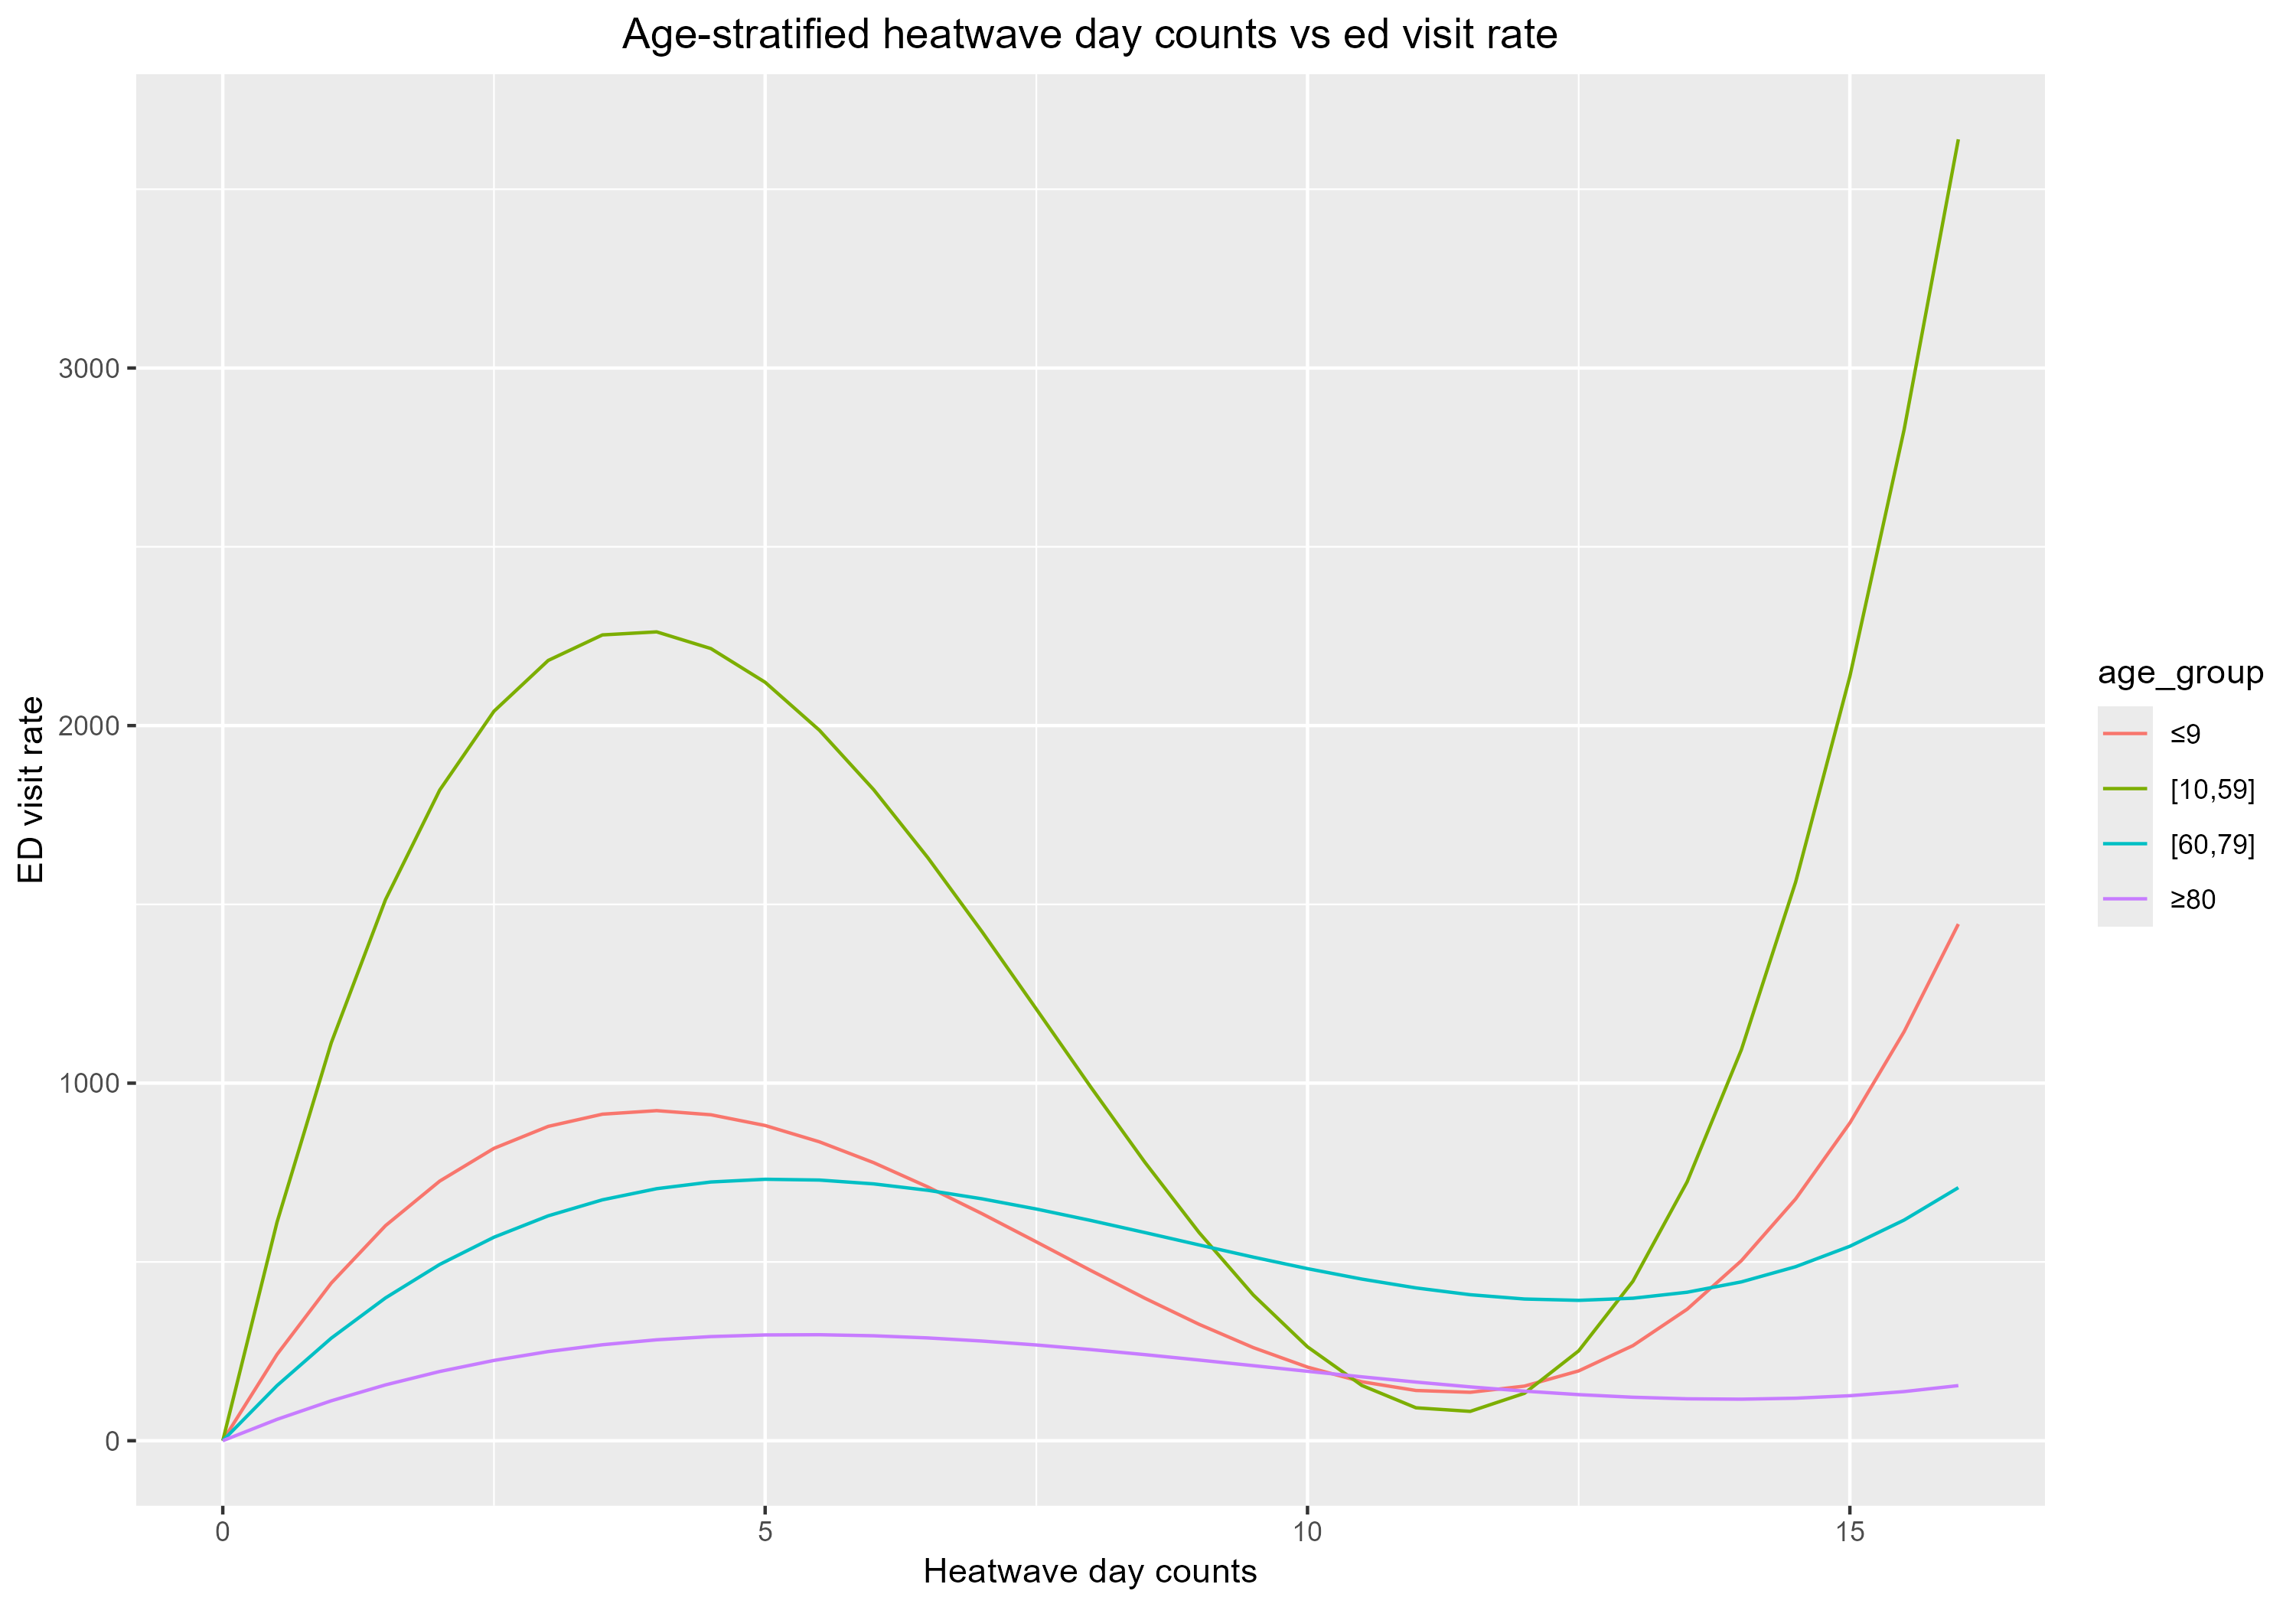 Age-stratified heatwave day counts vs ed visit rate
ED visit rate
3000
2000
1000
0
0 5 10 15
Heatwave day counts
age_group
≤9
[10,59]
[60,79]
≥80